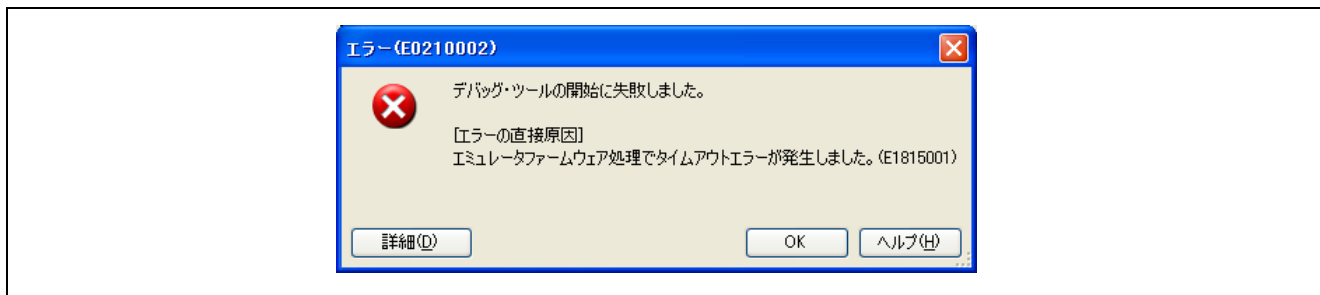 エラー(E0210002)
デバッグ・ツールの開始に失敗しました。
[エラーの直接原因]
エミュレータファームウェア処理でタイムアウトエラーが発生しました。(E1815001)
詳細(D)
OK
ヘルプ(H)